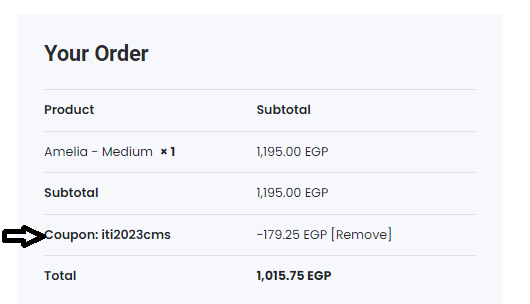 Your Order
Product Subtotal
Amelia - Medium × 1 1,195.00 EGP
Subtotal 1,195.00 EGP
Coupon: iti2023cms -179.25 EGP [Remove]
Total 1,015.75 EGP